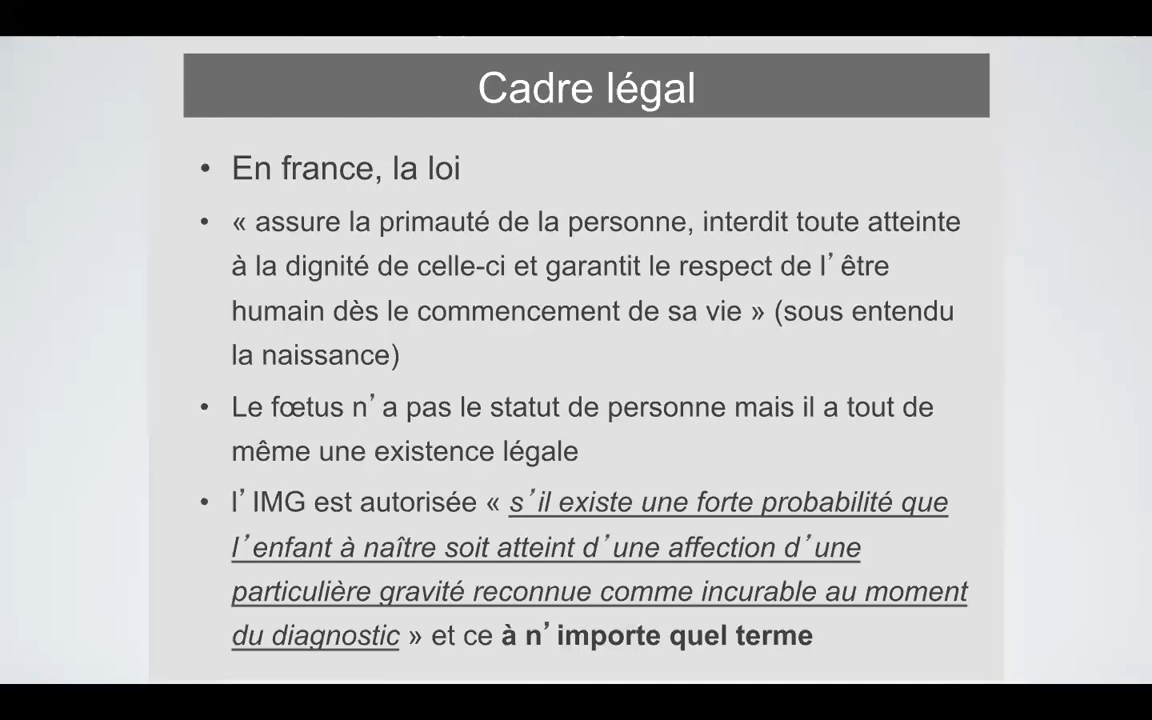 Cadre légal
• En france, la loi
• « assure la primauté de la personne, interdit toute atteinte
à la dignité de celle-ci et garantit le respect de l’être
humain dès le commencement de sa vie » (sous entendu
la naissance)
• Le fœtus n’a pas le statut de personne mais il a tout de
même une existence légale
• l’IMG est autorisée « s’il existe une forte probabilité que
l’enfant à naître soit atteint d’une affection d’une
particulière gravité reconnue comme incurable au moment
du diagnostic » et ce à n’importe quel terme